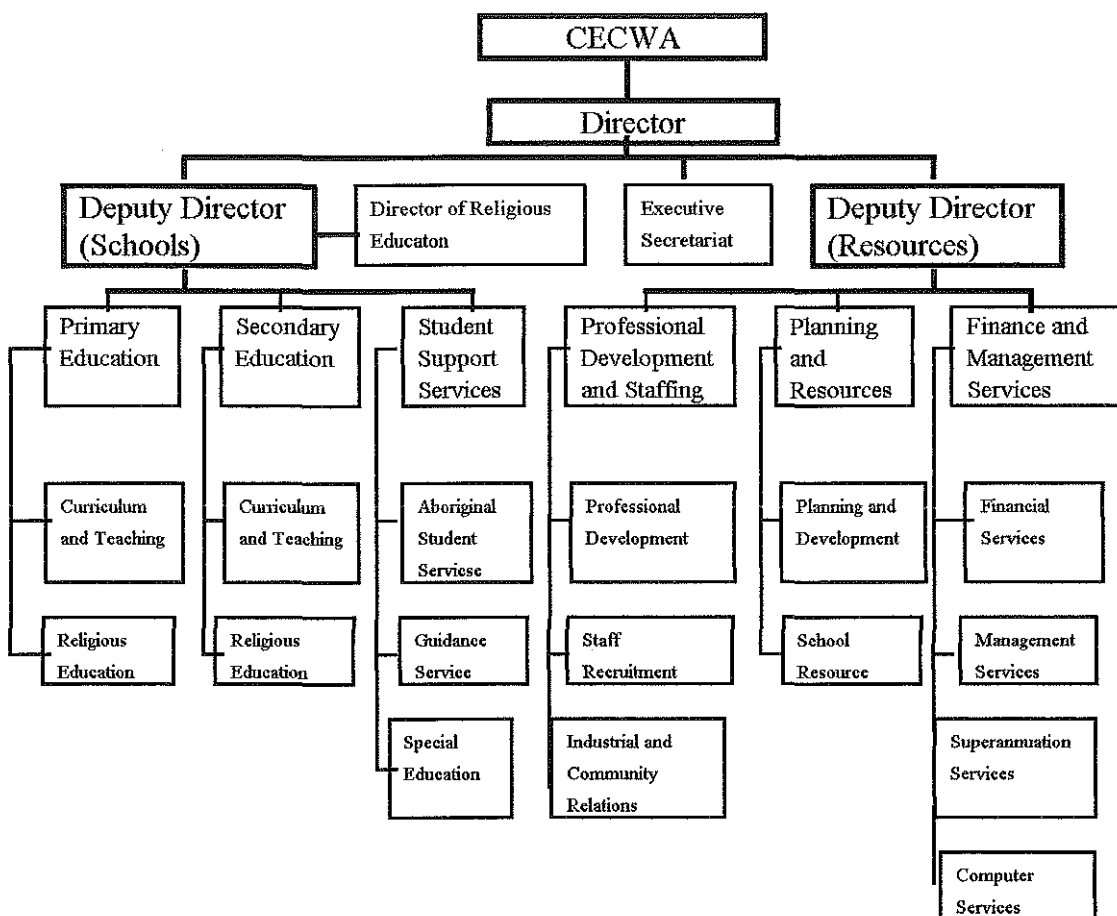 CECWA
Director
Deputy Director
(Schools)
Director of Religious
Educaton
Executive
Secretariat
Deputy Director
(Resources)
Primary
Education
Secondary
Education
Student
Support
Services
Professional
Development
and Staffing
Planning
and
Resources
Finance and
Management
Services
Curriculum
and Teaching
Curriculum
and Teaching
Aboriginal
Student
Servicse
Professional
Development
Planning and
Development
Financial
Services
Religious
Education
Religious
Education
Guidance
Service
Staff
Recruitment
School
Resource
Management
Services
Special
Education
Industrial and
Community
Relations
Superannuation
Services
Computer
Services